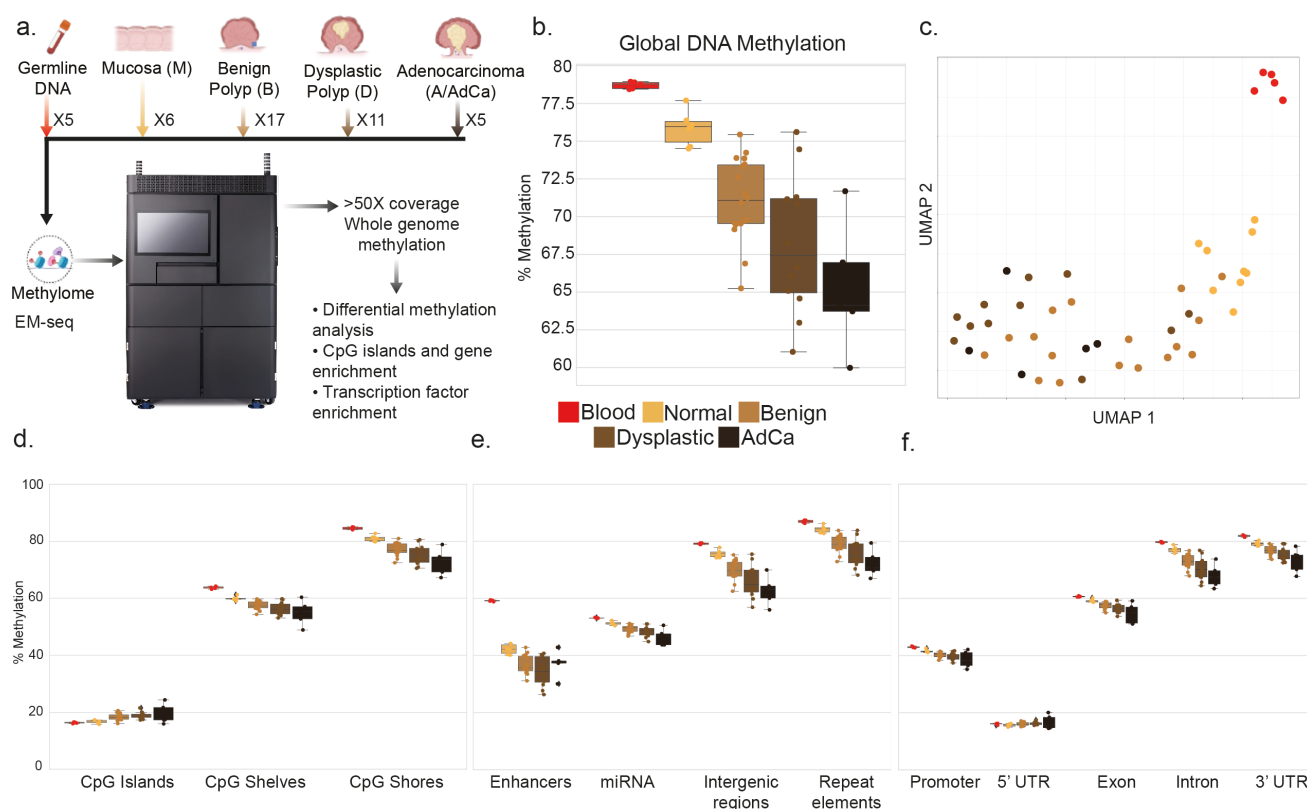 a.
Germline
DNA
Mucosa (M)
Benign
Polyp (B)
Dysplastic
Polyp (D)
Adenocarcinoma
(A/AdCa)
X5
X6
X17
X11
X5
>50X coverage
Whole genome
methylation
Methylome
EM-seq
• Differential methylation
analysis
• CpG islands and gene
enrichment
• Transcription factor
enrichment
b.
Global DNA Methylation
% Methylation
80
77.5
75
72.5
70
67.5
65
62.5
60
Blood
Normal
Benign
Dysplastic
AdCa
c.
UMAP 2
UMAP 1
d.
% Methylation
100
80
60
40
20
0
CpG Islands
CpG Shelves
CpG Shores
e.
Enhancers
miRNA
Intergenic
regions
Repeat
elements
f.
Promoter
5' UTR
Exon
Intron
3' UTR